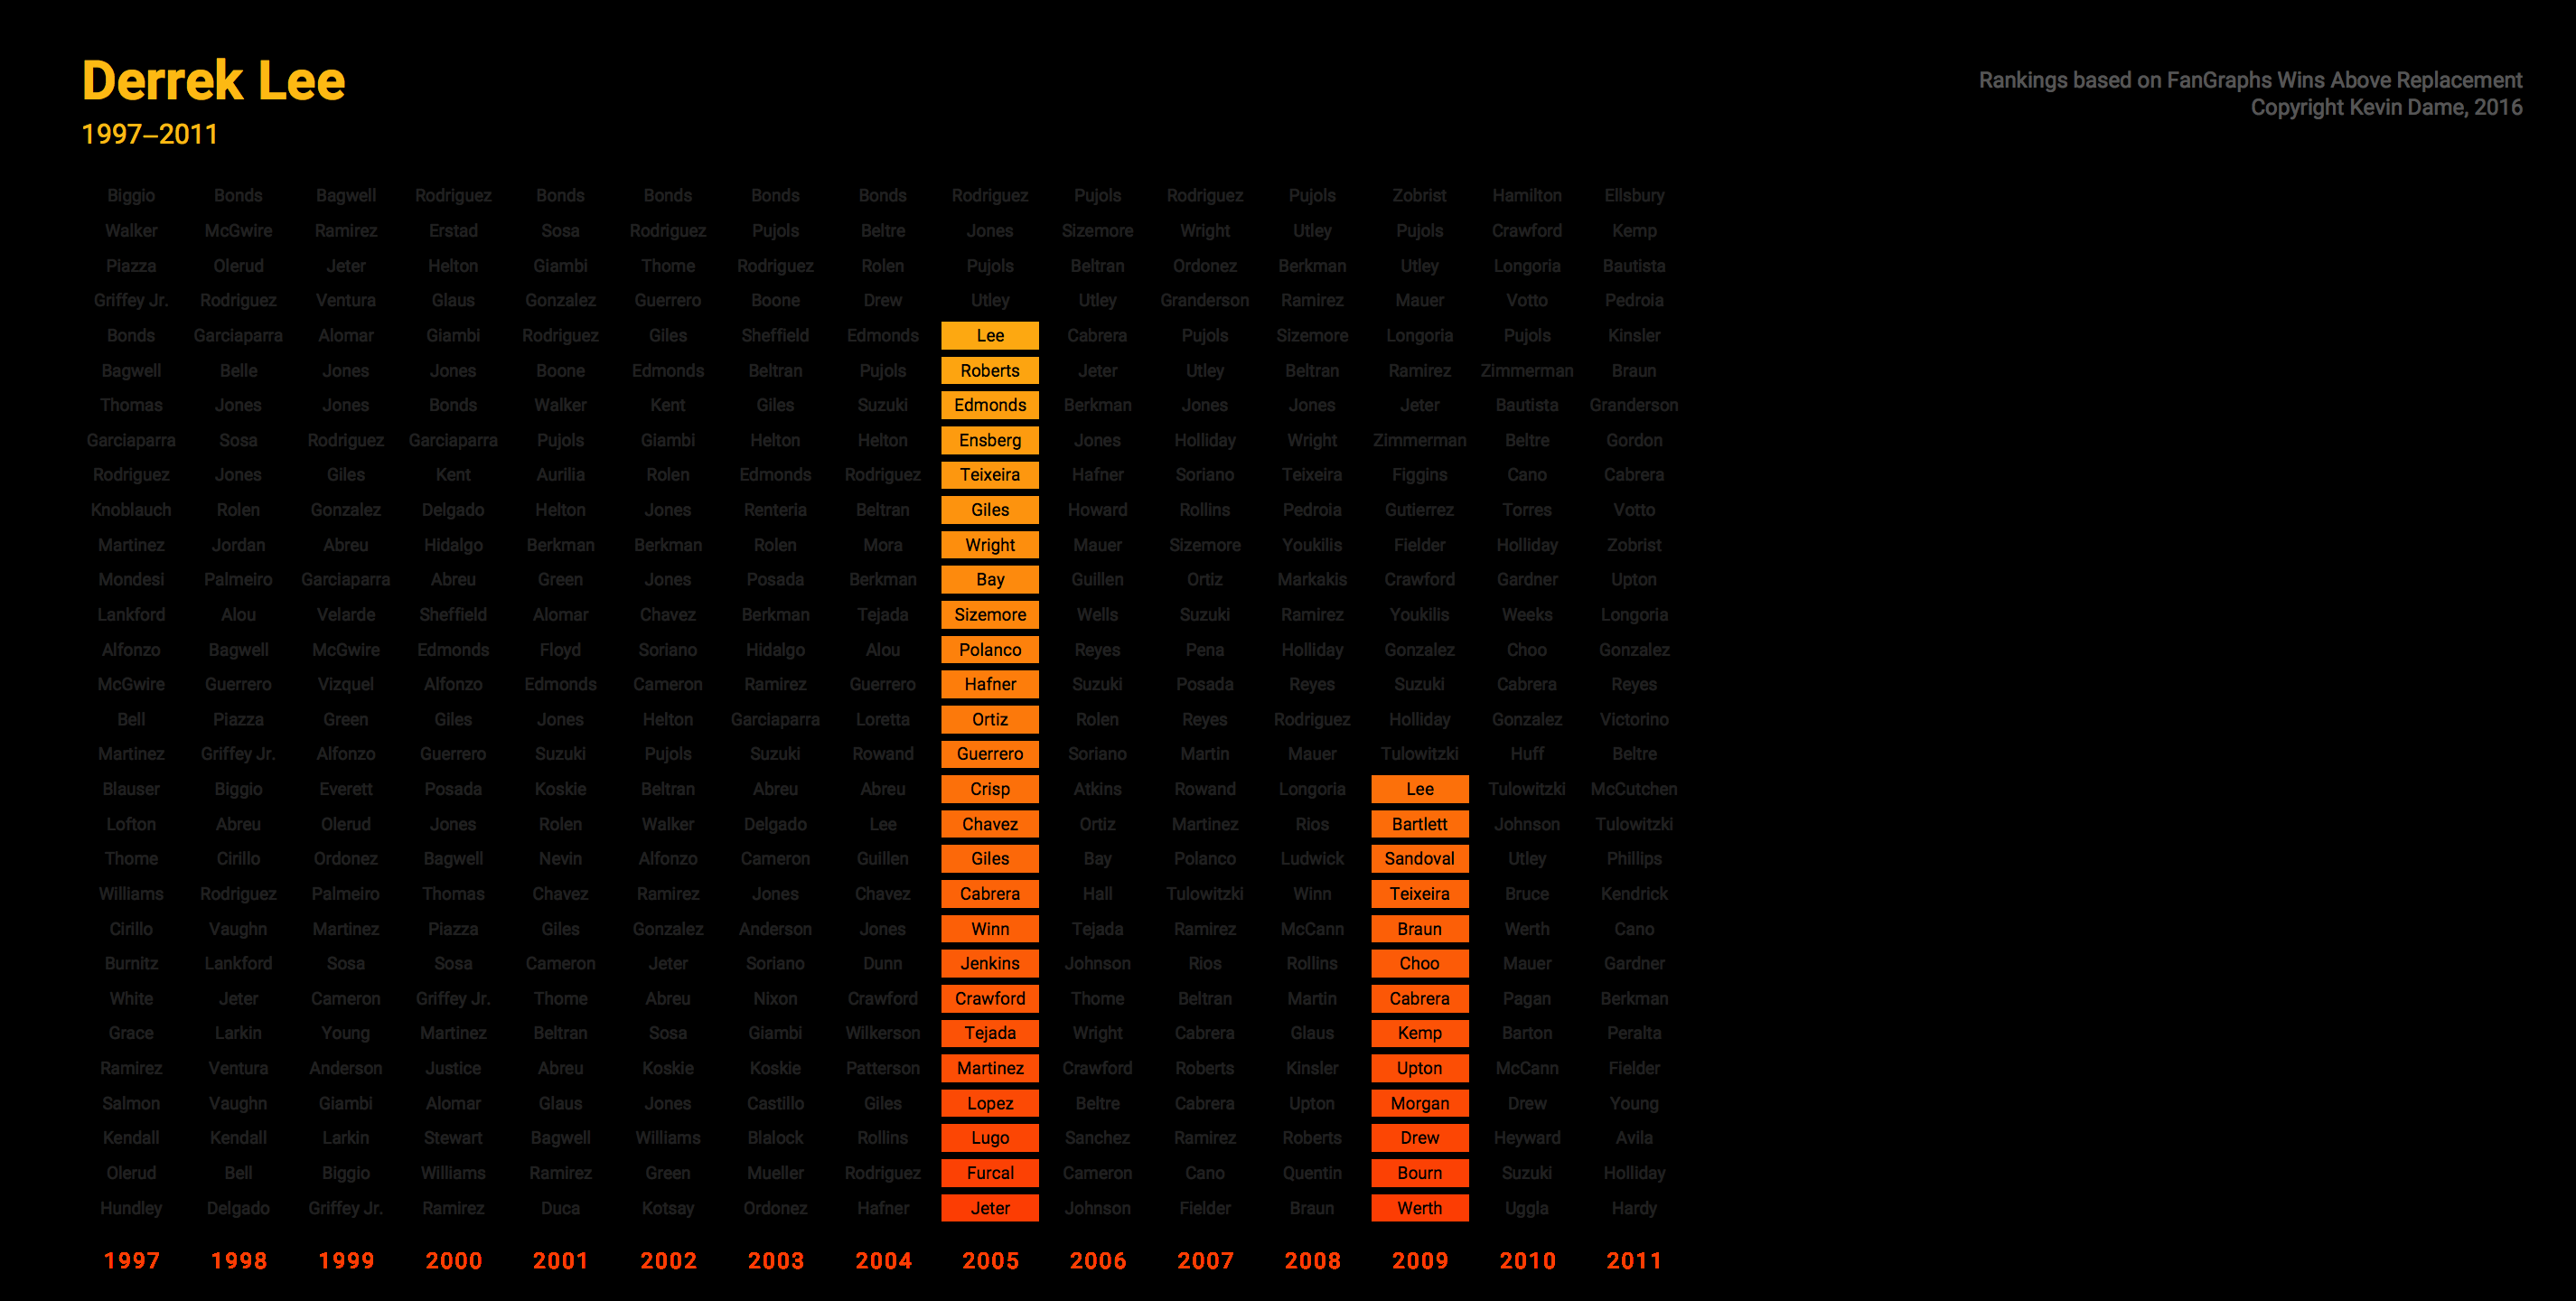 Derrek Lee
1997–2011
Rankings based on FanGraphs Wins Above Replacement
Copyright Kevin Dame, 2016
Biggio Bonds Bagwell Rodriguez Bonds Bonds Bonds Bonds Rodriguez Pujols Rodriguez Pujols Zobrist Hamilton Ellsbury
Walker McGwire Ramirez Erstad Sosa Rodriguez Pujols Beltre Jones Sizemore Wright Utley Pujols Crawford Kemp
Piazza Olerud Jeter Helton Giambi Thome Rodriguez Rolen Pujols Beltran Ordonez Berkman Utley Longoria Bautista
Griffey Jr. Rodriguez Ventura Glaus Gonzalez Guerrero Boone Drew Utley Utley Granderson Ramirez Mauer Votto Pedroia
Bonds Garciaparra Alomar Giambi Rodriguez Giles Sheffield Edmonds Lee Cabrera Pujols Sizemore Longoria Pujols Kinsler
Bagwell Belle Jones Jones Boone Edmonds Beltran Pujols Roberts Jeter Utley Beltran Ramirez Zimmerman Braun
Thomas Jones Jones Bonds Walker Kent Giles Suzuki Edmonds Berkman Jones Jones Jeter Bautista Granderson
Garciaparra Sosa Rodriguez Garciaparra Pujols Giambi Helton Helton Ensberg Jones Holliday Wright Zimmerman Beltre Gordon
Rodriguez Jones Giles Kent Aurilia Rolen Edmonds Rodriguez Teixeira Hafner Soriano Teixeira Figgins Cano Cabrera
Knoblauch Rolen Gonzalez Delgado Helton Jones Renteria Beltran Giles Howard Rollins Pedroia Gutierrez Torres Votto
Martinez Jordan Abreu Hidalgo Berkman Berkman Rolen Mora Wright Mauer Sizemore Youkilis Fielder Holliday Zobrist
Mondesi Palmeiro Garciaparra Abreu Green Jones Posada Berkman Bay Guillen Ortiz Markakis Crawford Gardner Upton
Lankford Alou Velarde Sheffield Alomar Chavez Berkman Tejada Sizemore Wells Suzuki Ramirez Youkilis Weeks Longoria
Alfonzo Bagwell McGwire Edmonds Floyd Soriano Hidalgo Alou Polanco Reyes Pena Holliday Gonzalez Choo Gonzalez
McGwire Guerrero Vizquel Alfonzo Edmonds Cameron Ramirez Guerrero Hafner Suzuki Posada Reyes Suzuki Cabrera Reyes
Bell Piazza Green Giles Jones Helton Garciaparra Loretta Ortiz Rolen Reyes Rodriguez Holliday Gonzalez Victorino
Martinez Griffey Jr. Alfonzo Guerrero Suzuki Pujols Suzuki Rowand Guerrero Soriano Martin Mauer Tulowitzki Huff Beltre
Blauser Biggio Everett Posada Koskie Beltran Abreu Abreu Crisp Atkins Rowand Longoria Lee Tulowitzki McCutchen
Lofton Abreu Olerud Jones Rolen Walker Delgado Lee Chavez Ortiz Martinez Rios Bartlett Johnson Tulowitzki
Thome Cirillo Ordonez Bagwell Nevin Alfonzo Cameron Guillen Giles Bay Polanco Ludwick Sandoval Utley Phillips
Williams Rodriguez Palmeiro Thomas Chavez Ramirez Jones Chavez Cabrera Hall Tulowitzki Winn Teixeira Bruce Kendrick
Cirillo Vaughn Martinez Piazza Giles Gonzalez Anderson Jones Winn Tejada Ramirez McCann Braun Werth Cano
Burnitz Lankford Sosa Sosa Cameron Jeter Soriano Dunn Jenkins Johnson Rios Rollins Choo Mauer Gardner
White Jeter Cameron Griffey Jr. Thome Abreu Nixon Crawford Crawford Thome Beltran Martin Cabrera Pagan Berkman
Grace Larkin Young Martinez Beltran Sosa Giambi Wilkerson Tejada Wright Cabrera Glaus Kemp Barton Peralta
Ramirez Ventura Anderson Justice Abreu Koskie Koskie Patterson Martinez Crawford Roberts Kinsler Upton McCann Fielder
Salmon Vaughn Giambi Alomar Glaus Jones Castillo Giles Lopez Beltre Cabrera Upton Morgan Drew Young
Kendall Kendall Larkin Stewart Bagwell Williams Blalock Rollins Lugo Sanchez Ramirez Roberts Drew Heyward Avila
Olerud Bell Biggio Williams Ramirez Green Mueller Rodriguez Furcal Cameron Cano Quentin Bourn Suzuki Holliday
Hundley Delgado Griffey Jr. Ramirez Duca Kotsay Ordonez Hafner Jeter Johnson Fielder Braun Werth Uggla Hardy
1997 1998 1999 2000 2001 2002 2003 2004 2005 2006 2007 2008 2009 2010 2011